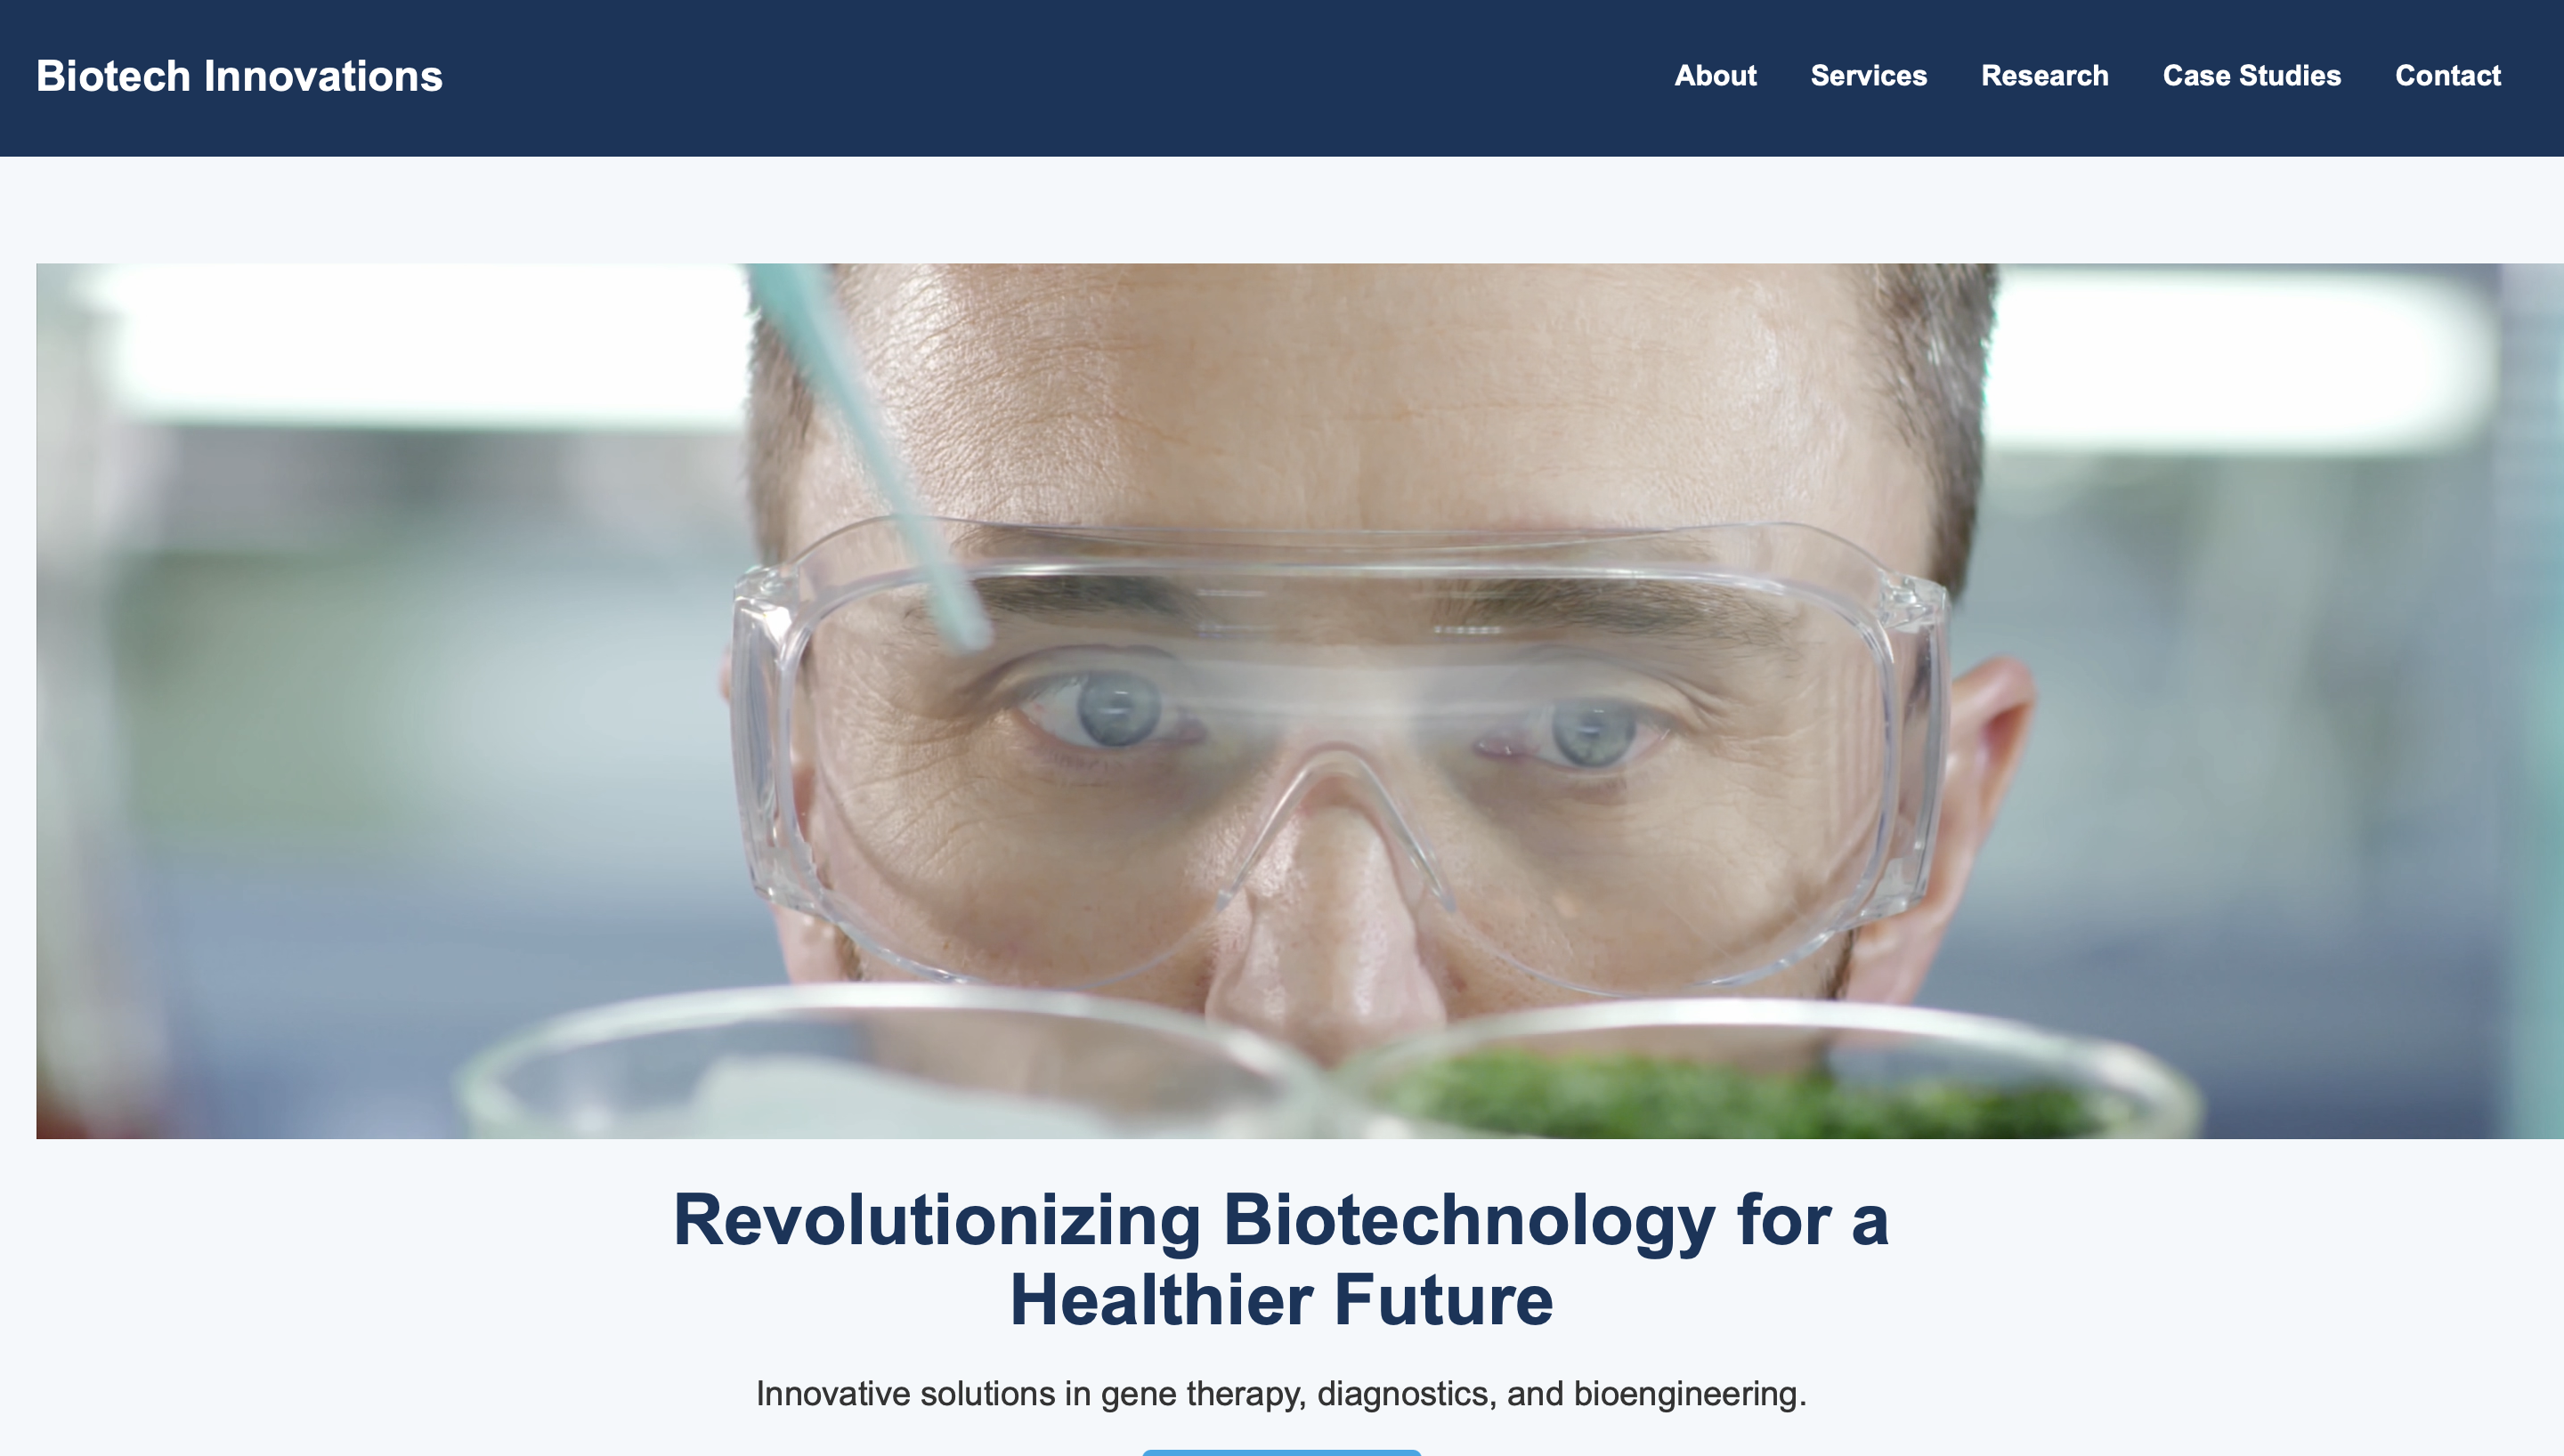 Biotech Innovations
About Services Research Case Studies Contact
Revolutionizing Biotechnology for a
Healthier Future
Innovative solutions in gene therapy, diagnostics, and bioengineering.